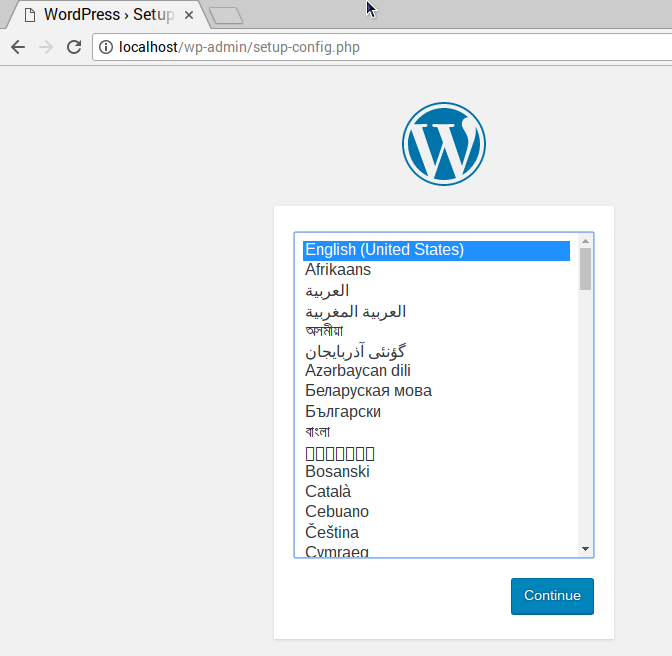 WordPress › Setup
localhost/wp-admin/setup-config.php
English (United States)
Afrikaans
العربية
العربية المغربية
অসমীয়া
گؤنئی آذربایجان
Azərbaycan dili
Беларуская мова
Български
বাংলা
Bosanski
Català
Cebuano
Čeština
Cymraeg
Continue